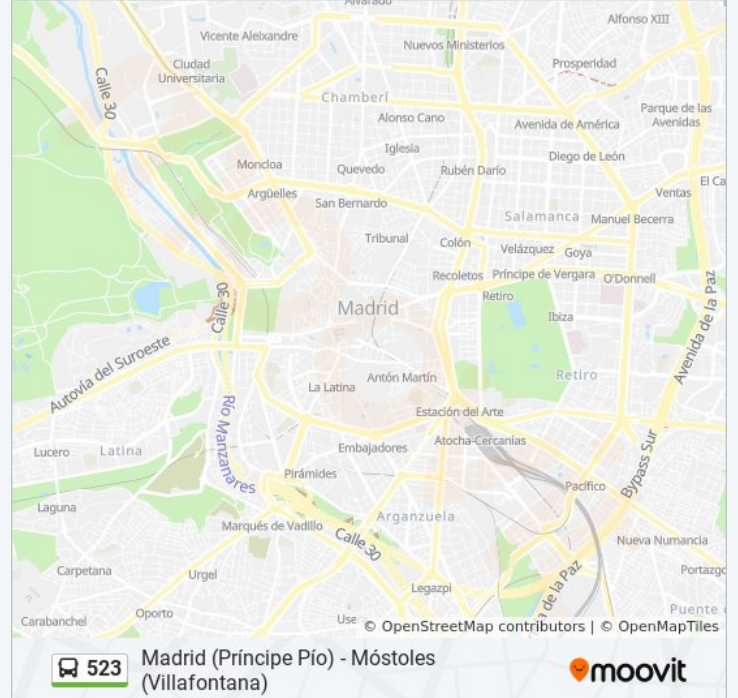 Alvarado
Alfonso XIII
Vicente Aleixandre
Nuevos Ministerios
Ciudad
Universitaria
Prosperidad
Calle 30
Chamberí
Parque de las
Avenidas
Alonso Cano
Avenida de América
Iglesia
Diego de León
Moncloa
Quevedo
Rubén Darío
El Ca
Argüelles
San Bernardo
Ventas
Salamanca
Manuel Becerra
Tribunal
Colón
Velázquez
Goya
Recoletos
Príncipe de Vergara
O'Donnell
Calle 30
Retiro
Madrid
Ibiza
Avenida de la Paz
Autovía del Suroeste
Antón Martín
Retiro
La Latina
Estación del Arte
Río Manzanares
Lucero
Latina
Embajadores
Atocha-Cercanías
Bypass Sur
Pirámides
Pacífico
Laguna
Arganzuela
Marqués de Vadillo
Calle 30
Nueva Numancia
Carpetana
Urgel
a de la Paz
Portazgo
Legazpi
Oporto
Puente
Carabanchel
Use
© OpenStreetMap contributors | © OpenMapTiles
523
Madrid (Príncipe Pío) - Móstoles
(Villafontana)
moovit